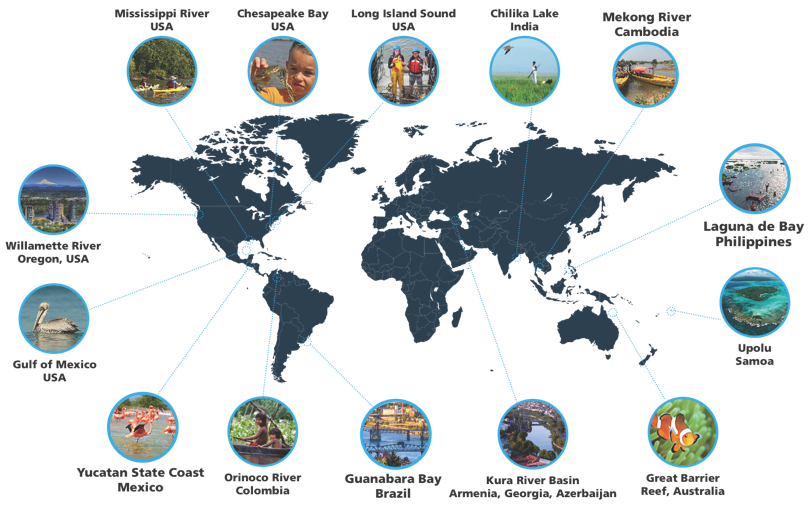 Mississippi River
USA
Chesapeake Bay
USA
Long Island Sound
USA
Chilika Lake
India
Mekong River
Cambodia
Willamette River
Oregon, USA
Laguna de Bay
Philippines
Gulf of Mexico
USA
Upolu
Samoa
Yucatan State Coast
Mexico
Orinoco River
Colombia
Guanabara Bay
Brazil
Kura River Basin
Armenia, Georgia, Azerbaijan
Great Barrier
Reef, Australia